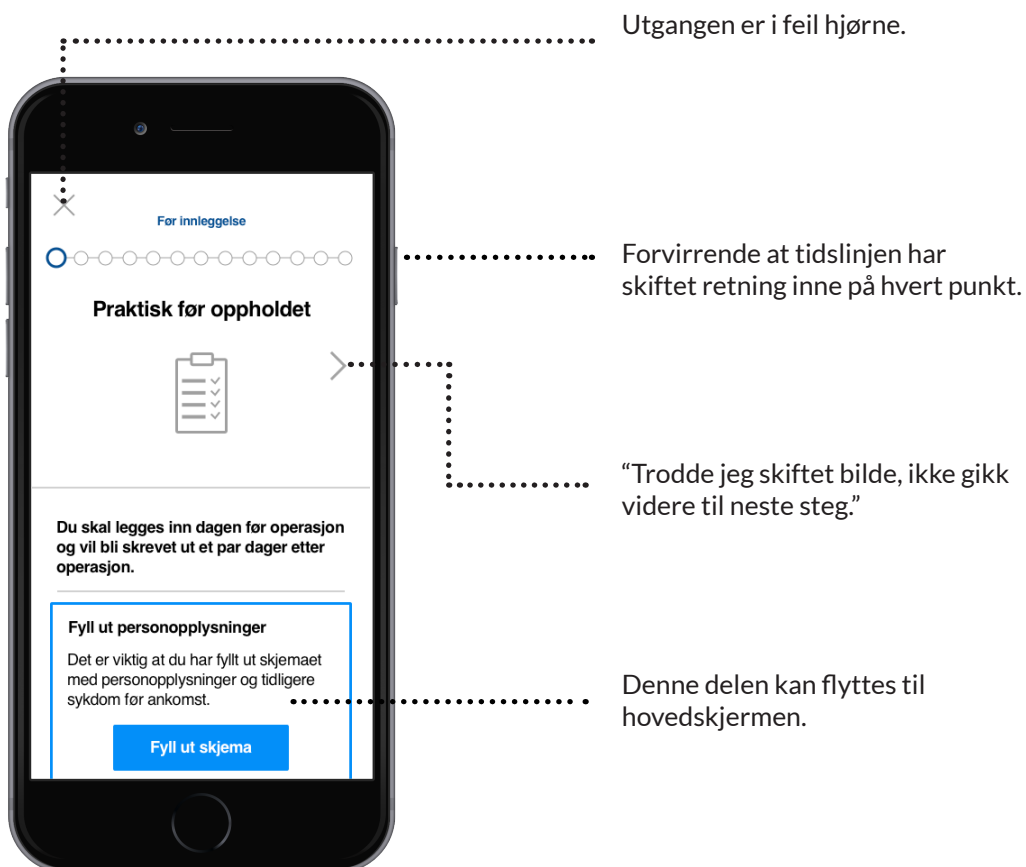 Utgangen er i feil hjørne.
Før innleggelse
Praktisk før oppholdet
Forvirrende at tidslinjen har
skiftet retning inne på hvert punkt.
“Trodde jeg skiftet bilde, ikke gikk
videre til neste steg.”
Du skal legges inn dagen før operasjon
og vil bli skrevet ut et par dager etter
operasjon.
Fyll ut personopplysninger
Det er viktig at du har fyllt ut skjemaet
med personopplysninger og tidligere
sykdom før ankomst.
Fyll ut skjema
Denne delen kan flyttes til
hovedskjermen.